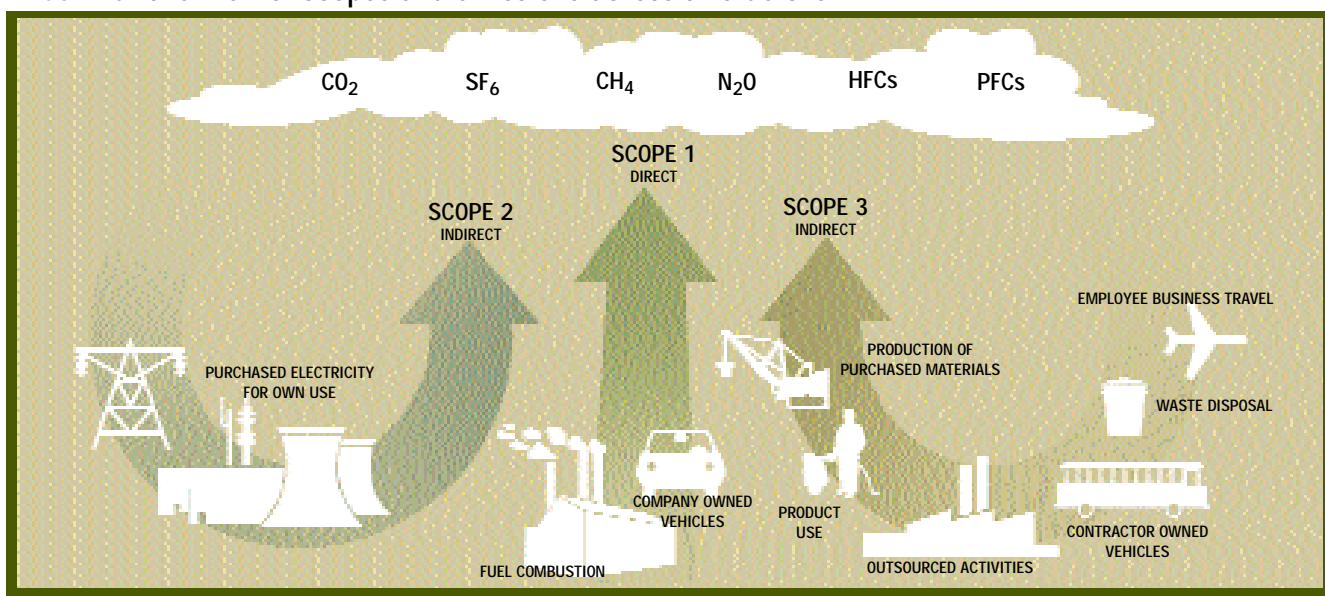 CO₂ SF₆ CH₄ N₂O HFCs PFCs
SCOPE 1
DIRECT
SCOPE 2
INDIRECT
SCOPE 3
INDIRECT
EMPLOYEE BUSINESS TRAVEL
PRODUCTION OF
PURCHASED MATERIALS
PURCHASED ELECTRICITY
FOR OWN USE
WASTE DISPOSAL
COMPANY OWNED
VEHICLES
PRODUCT
USE
CONTRACTOR OWNED
VEHICLES
FUEL COMBUSTION
OUTSOURCED ACTIVITIES